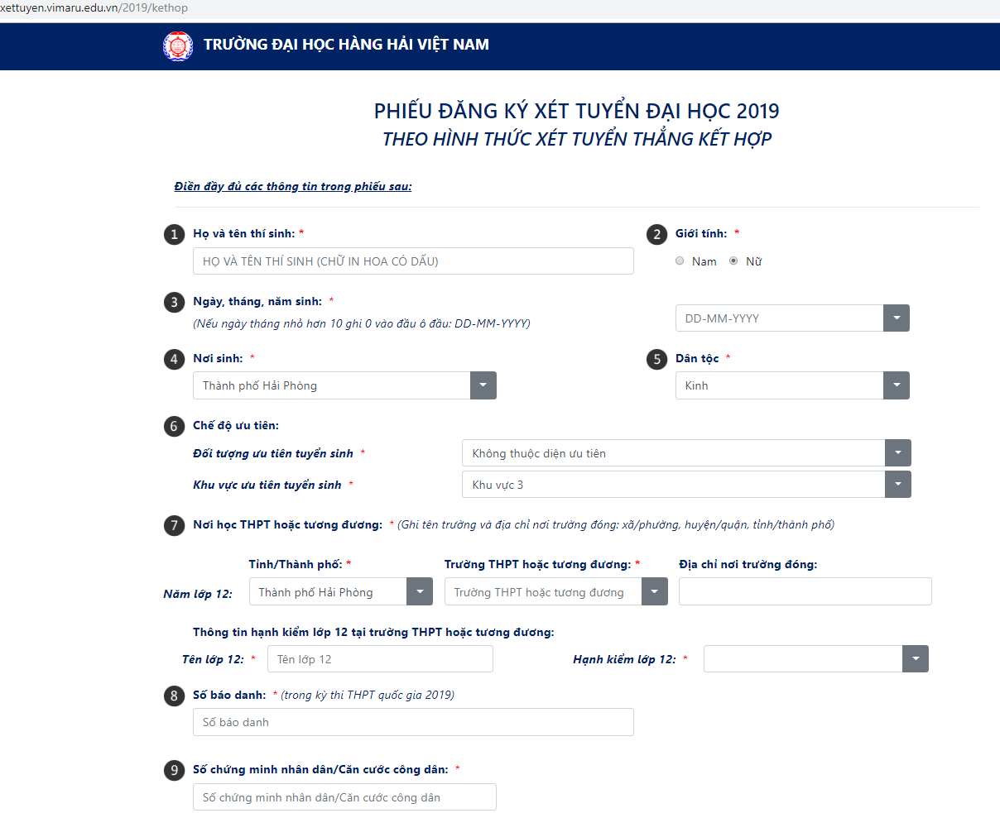 xettuyen.vimaru.edu.vn/2019/kethop
TRƯỜNG ĐẠI HỌC HÀNG HẢI VIỆT NAM
PHIẾU ĐĂNG KÝ XÉT TUYỂN ĐẠI HỌC 2019
THEO HÌNH THỨC XÉT TUYỂN THẲNG KẾT HỢP
Điền đầy đủ các thông tin trong phiếu sau:
1 Họ và tên thí sinh: *
HỌ VÀ TÊN THÍ SINH (CHỮ IN HOA CÓ DẤU)
2 Giới tính: *
Nam Nữ
3 Ngày, tháng, năm sinh: *
(Nếu ngày tháng nhỏ hơn 10 ghi 0 vào đầu ô đầu: DD-MM-YYYY)
DD-MM-YYYY
4 Nơi sinh: *
Thành phố Hải Phòng
5 Dân tộc *
Kinh
6 Chế độ ưu tiên:
Đối tượng ưu tiên tuyển sinh * Không thuộc diện ưu tiên
Khu vực ưu tiên tuyển sinh * Khu vực 3
7 Nơi học THPT hoặc tương đương: * (Ghi tên trường và địa chỉ nơi trường đóng: xã/phường, huyện/quận, tỉnh/thành phố)
Tỉnh/Thành phố: * Trường THPT hoặc tương đương: * Địa chỉ nơi trường đóng:
Năm lớp 12: Thành phố Hải Phòng Trường THPT hoặc tương đương
Thông tin hạnh kiểm lớp 12 tại trường THPT hoặc tương đương:
Tên lớp 12: * Tên lớp 12 Hạnh kiểm lớp 12: *
8 Số báo danh: * (trong kỳ thi THPT quốc gia 2019)
Số báo danh
9 Số chứng minh nhân dân/Căn cước công dân: *
Số chứng minh nhân dân/Căn cước công dân